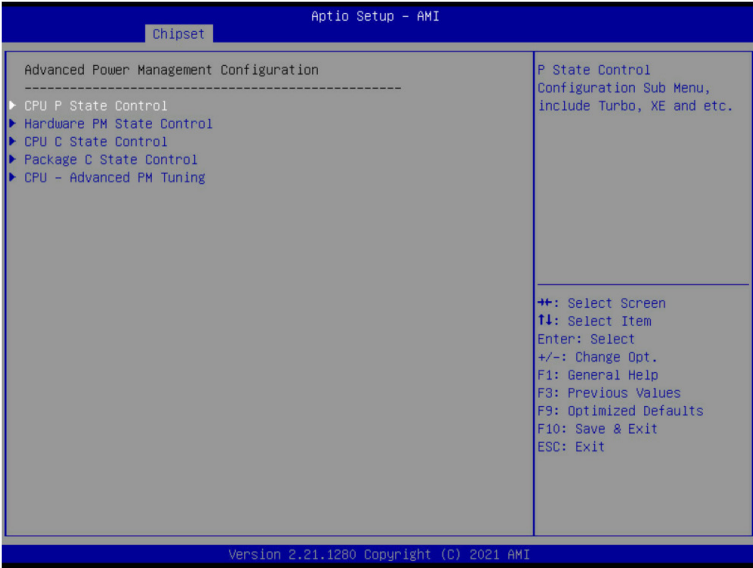 Aptio Setup – AMI
Chipset
Advanced Power Management Configuration
--------------------------------------------------
CPU P State Control
Hardware PM State Control
CPU C State Control
Package C State Control
CPU – Advanced PM Tuning
P State Control
Configuration Sub Menu,
include Turbo, XE and etc.
→←: Select Screen
↑↓: Select Item
Enter: Select
+/-: Change Opt.
F1: General Help
F3: Previous Values
F9: Optimized Defaults
F10: Save & Exit
ESC: Exit
Version 2.21.1280 Copyright (C) 2021 AMI